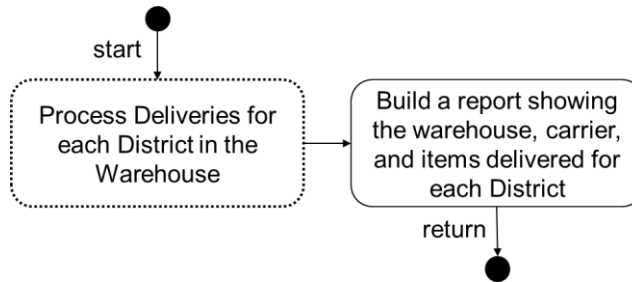 start
Process Deliveries for
each District in the
Warehouse
Build a report showing
the warehouse, carrier,
and items delivered for
each District
return